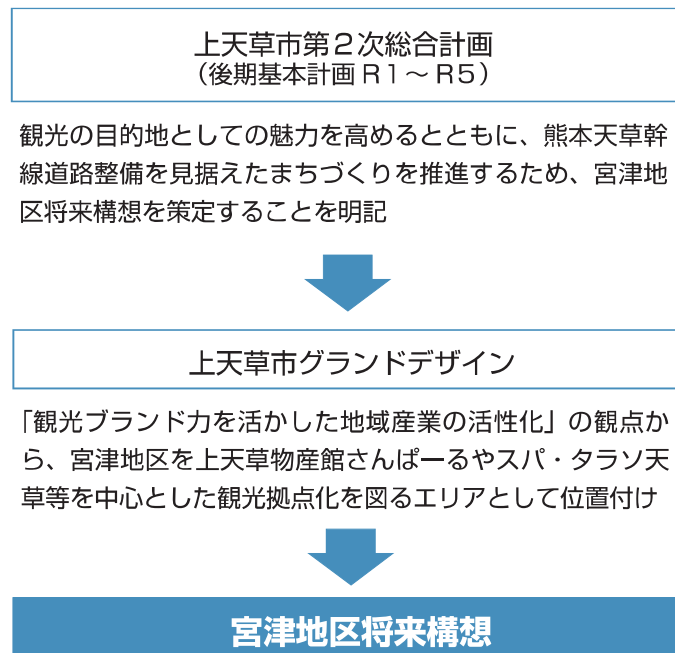 上天草市第２次総合計画
（後期基本計画 R１～ R５）
観光の目的地としての魅力を高めるとともに、熊本天草幹
線道路整備を見据えたまちづくりを推進するため、宮津地
区将来構想を策定することを明記
上天草市グランドデザイン
「観光ブランド力を活かした地域産業の活性化」の観点か
ら、宮津地区を上天草物産館さんぱーるやスパ・タラソ天
草等を中心とした観光拠点化を図るエリアとして位置付け
宮津地区将来構想